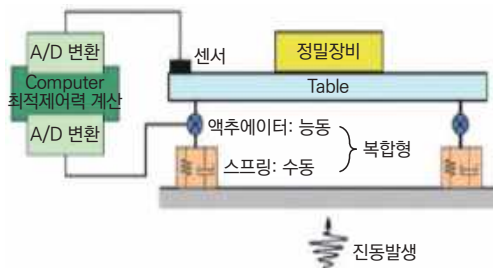 A/D 변환
Computer
최적제어력 계산
A/D 변환
센서
정밀장비
Table
액추에이터: 능동
스프링: 수동
복합형
진동발생